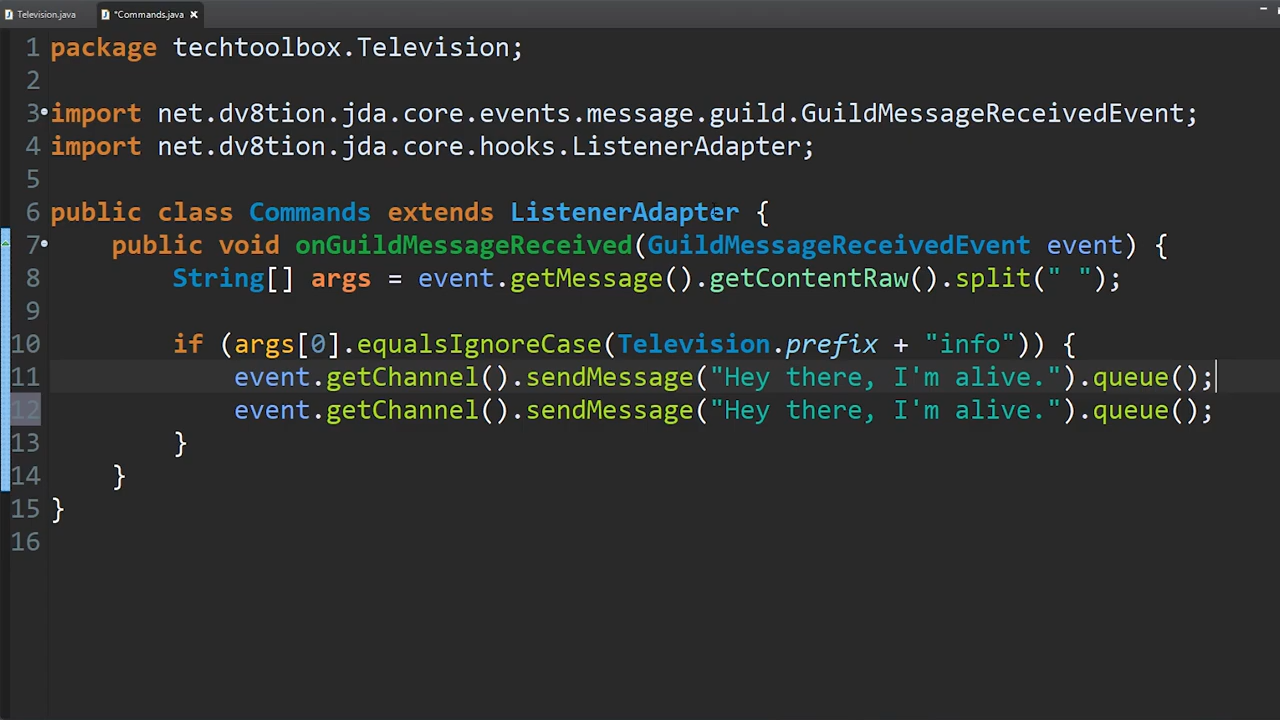 Television.java *Commands.java
1 package techtoolbox.Television;
2
3 import net.dv8tion.jda.core.events.message.guild.GuildMessageReceivedEvent;
4 import net.dv8tion.jda.core.hooks.ListenerAdapter;
5
6 public class Commands extends ListenerAdapter {
7     public void onGuildMessageReceived(GuildMessageReceivedEvent event) {
8         String[] args = event.getMessage().getContentRaw().split(" ");
9
10         if (args[0].equalsIgnoreCase(Television.prefix + "info")) {
11             event.getChannel().sendMessage("Hey there, I'm alive.").queue();
12             event.getChannel().sendMessage("Hey there, I'm alive.").queue();
13         }
14     }
15 }
16